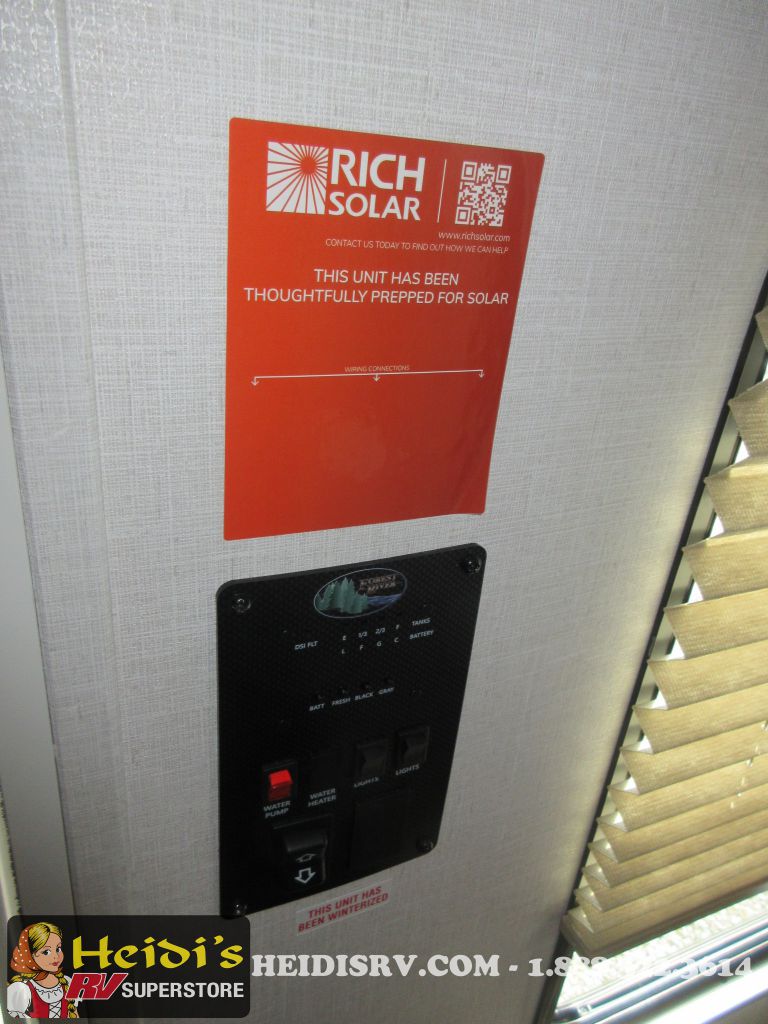 RICH
SOLAR
www.richsolar.com
CONTACT US TODAY TO FIND OUT HOW WE CAN HELP
THIS UNIT HAS BEEN
THOUGHTFULLY PREPPED FOR SOLAR
WIRING CONNECTIONS
FOREST
RIVER
E 1/3 2/3 F TANKS
DSI FLT L F G C BATTERY
BATT FRESH BLACK GRAY
LIGHTS LIGHTS
WATER PUMP
WATER HEATER
THIS UNIT HAS
BEEN WINTERIZED
Heidi's
RV SUPERSTORE
HEIDISRV.COM - 1.888.